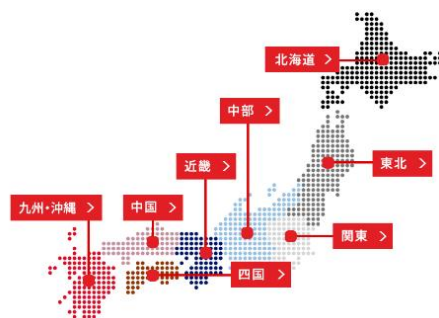 北海道 >
中部 >
近畿 >
東北 >
九州・沖縄 >
中国 >
関東 >
四国 >